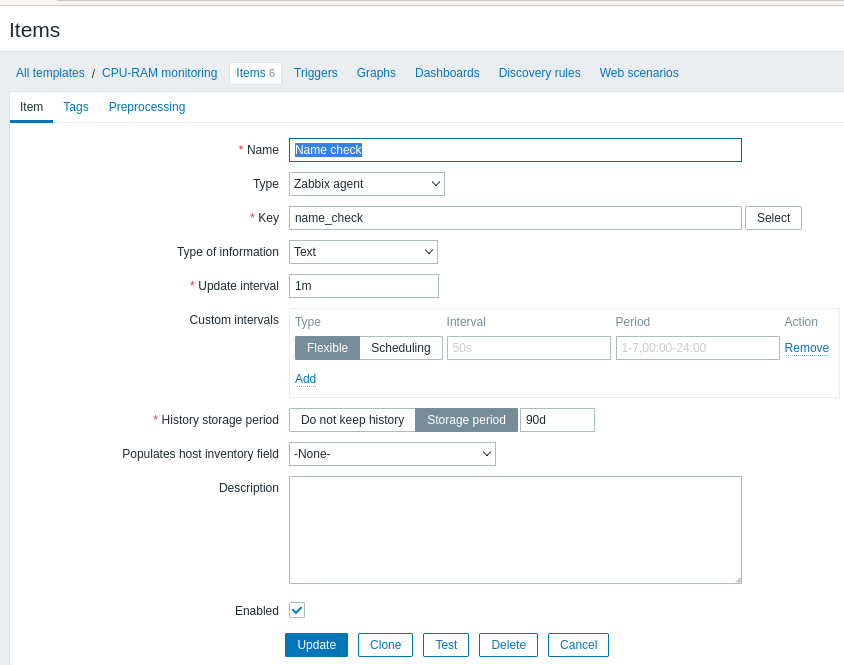 Items
All templates / CPU-RAM monitoring Items 6 Triggers Graphs Dashboards Discovery rules Web scenarios
Item Tags Preprocessing
* Name Name check
Type Zabbix agent
* Key name_check Select
Type of information Text
* Update interval 1m
Custom intervals Type Interval Period Action
Flexible Scheduling 50s 1-7,00:00-24:00 Remove
Add
* History storage period Do not keep history Storage period 90d
Populates host inventory field -None-
Description
Enabled
Update Clone Test Delete Cancel